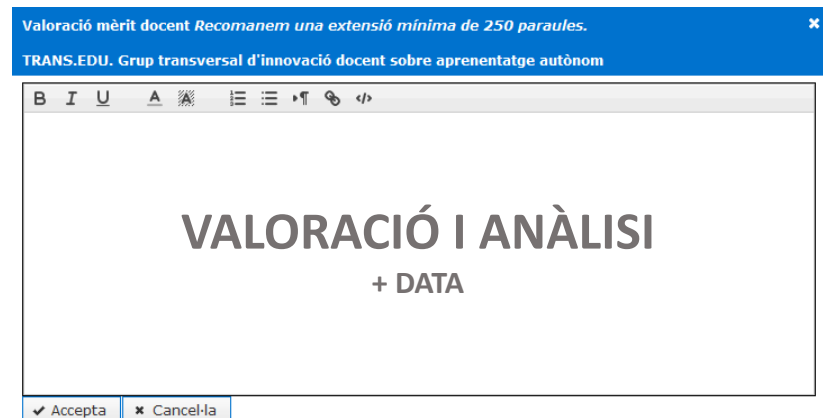 Valoració mèrit docent Recomanem una extensió mínima de 250 paraules.
TRANS.EDU. Grup transversal d'innovació docent sobre aprenentatge autònom
B I U A A
VALORACIÓ I ANÀLISI
+ DATA
Accepta Cancel·la